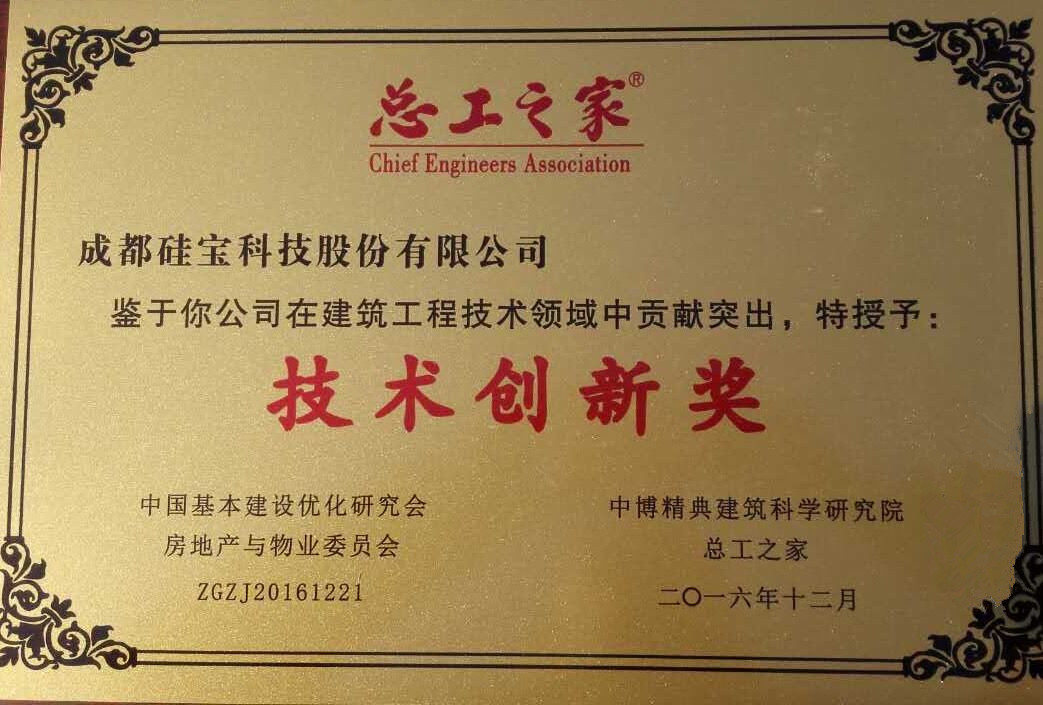 总工之家®
Chief Engineers Association
成都硅宝科技股份有限公司
鉴于你公司在建筑工程技术领域中贡献突出，特授予：
技术创新奖
中国基本建设优化研究会
房地产与物业委员会
ZGZJ20161221
中博精典建筑科学研究院
总工之家
二〇一六年十二月